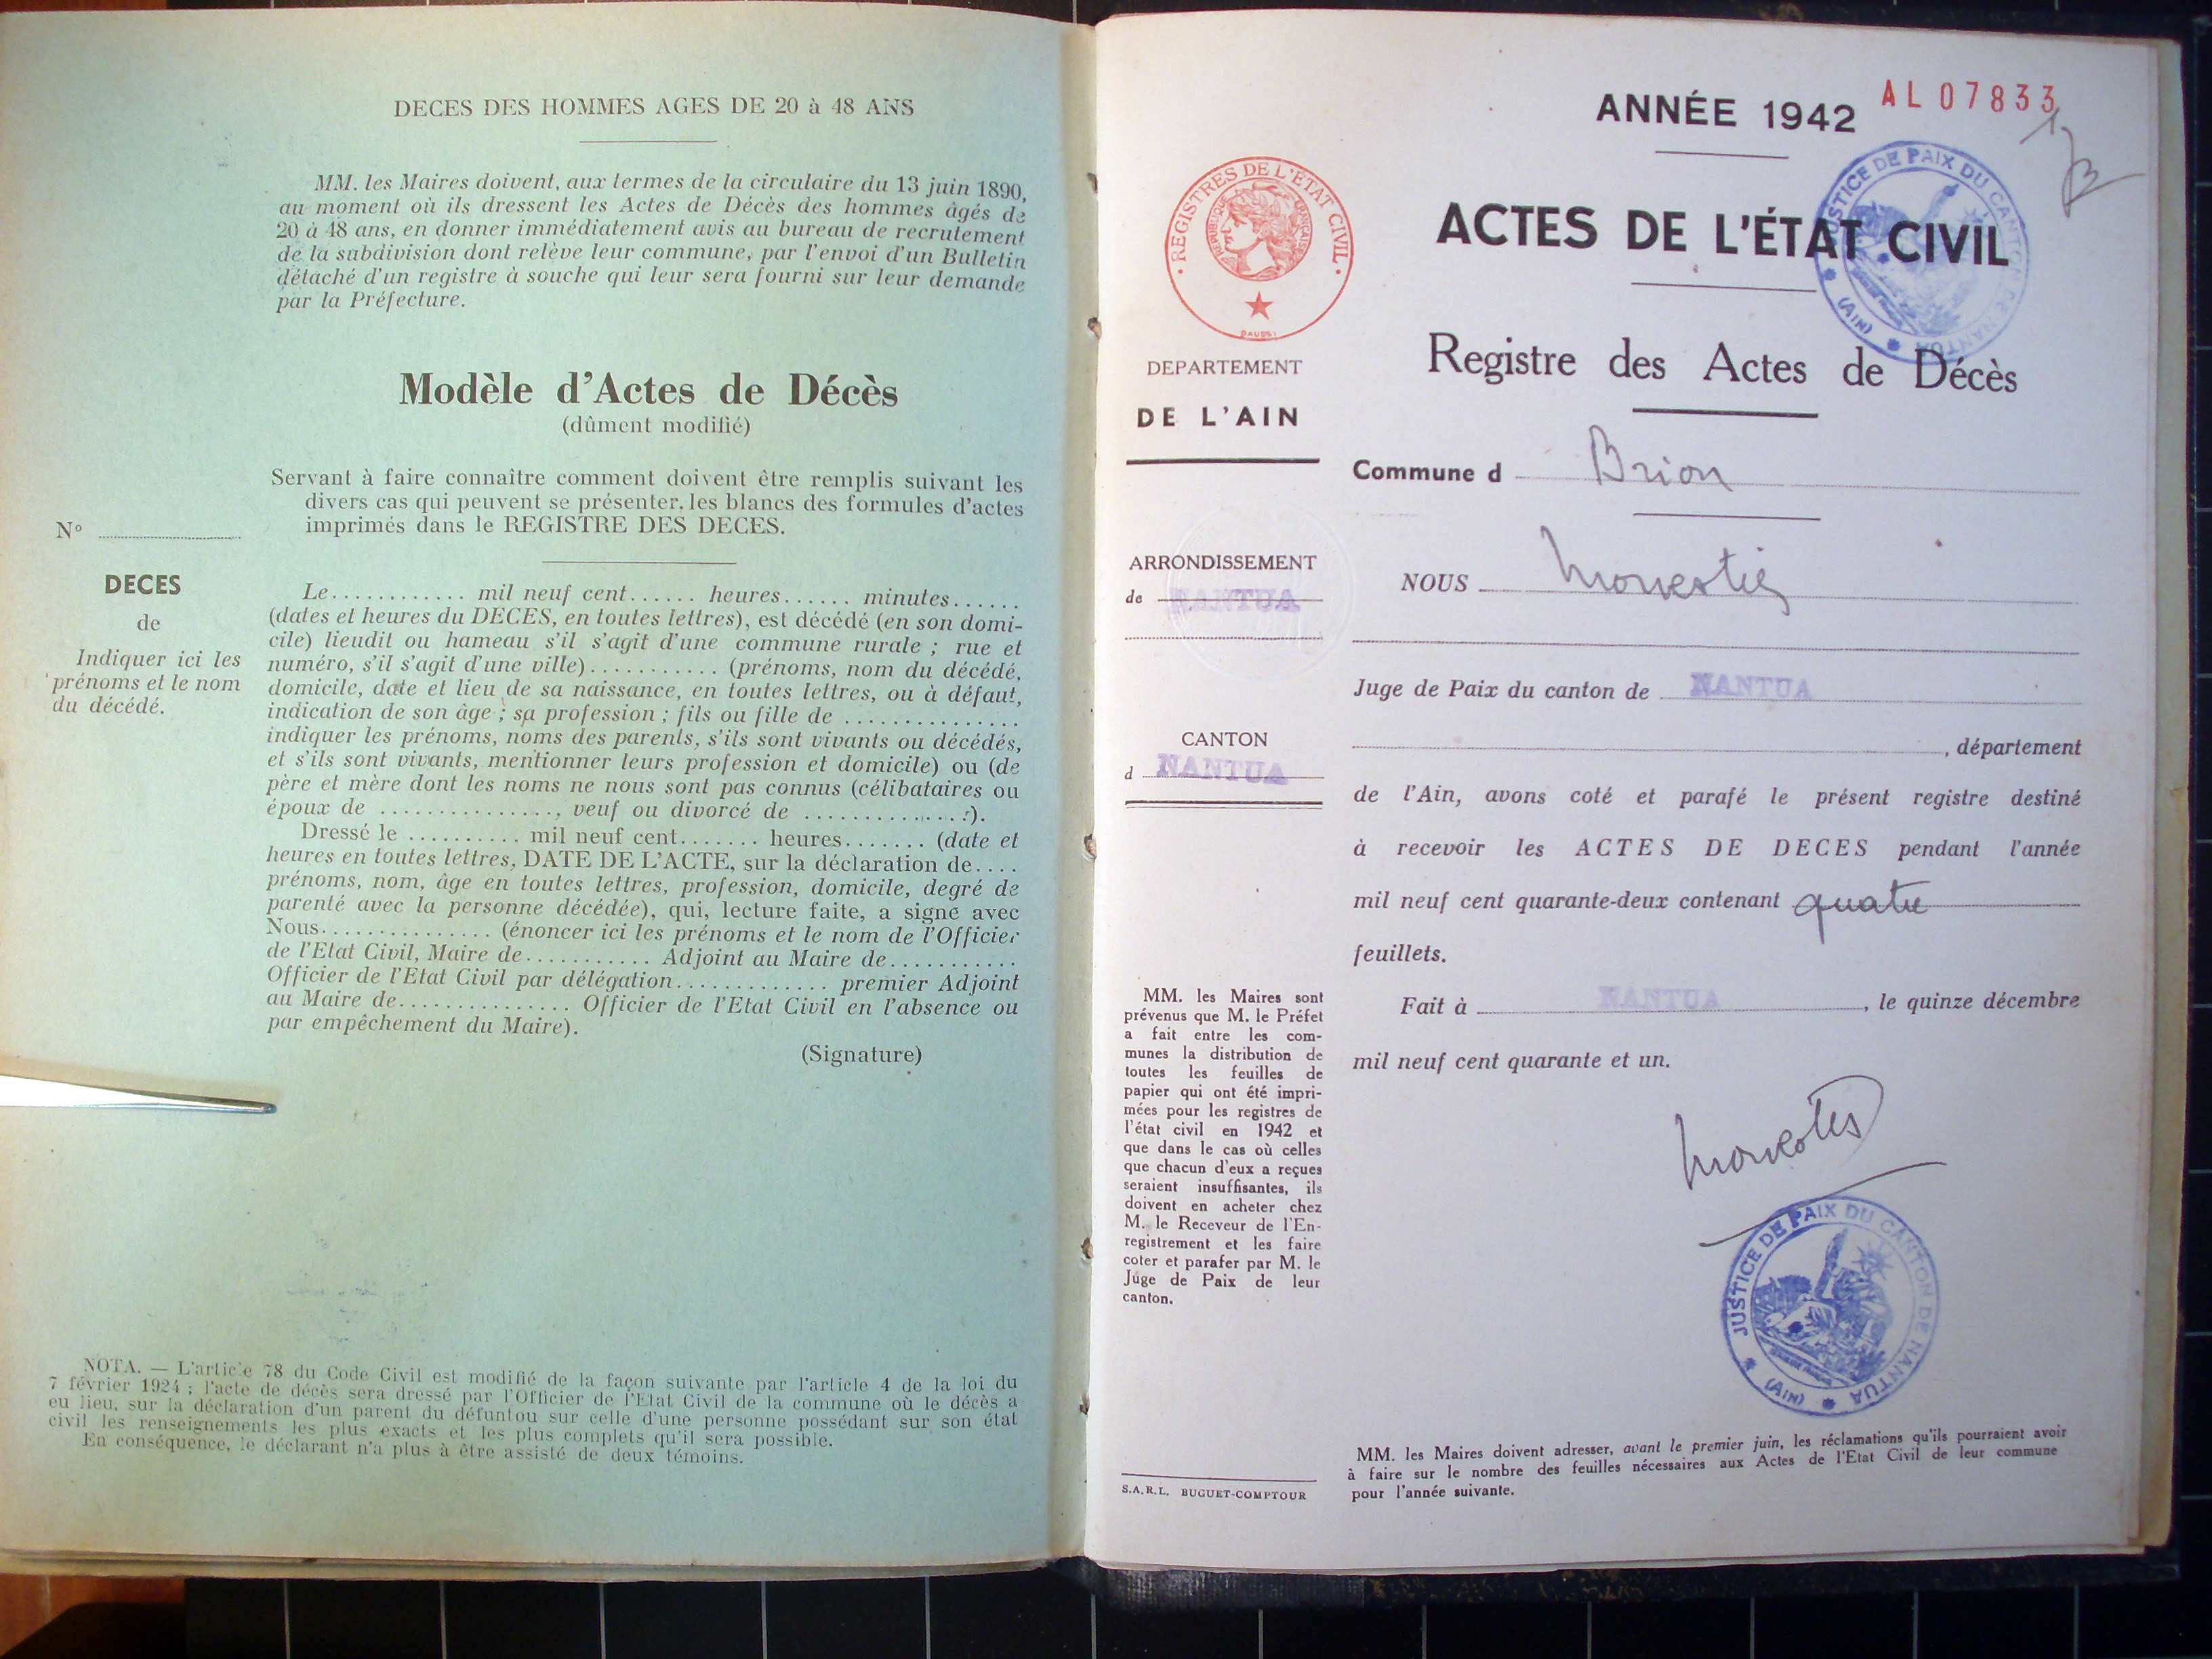 DECES DES HOMMES AGES DE 20 à 48 ANS
MM. les Maires doivent, aux termes de la circulaire du 13 juin 1890,
au moment où ils dressent les Actes de Décès des hommes âgés de
20 à 48 ans, en donner immédiatement avis au bureau de recrutement
de la subdivision dont relève leur commune, par l'envoi d'un Bulletin
détaché d'un registre à souche qui leur sera fourni sur leur demande
par la Préfecture.
Modèle d'Actes de Décès
(dûment modifié)
Servant à faire connaître comment doivent être remplis suivant les
divers cas qui peuvent se présenter, les blancs des formules d'actes
imprimés dans le REGISTRE DES DECES.
N°
DECES
de
Indiquer ici les
prénoms et le nom
du décédé.
Le............ mil neuf cent...... heures...... minutes......
(dates et heures du DECES, en toutes lettres), est décédé (en son domi-
cile) lieudit ou hameau s'il s'agit d'une commune rurale ; rue et
numéro, s'il s'agit d'une ville)........... (prénoms, nom du décédé,
domicile, date et lieu de sa naissance, en toutes lettres, ou à défaut,
indication de son âge ; sa profession ; fils ou fille de ...............
indiquer les prénoms, noms des parents, s'ils sont vivants ou décédés,
et s'ils sont vivants, mentionner leurs profession et domicile) ou (de
père et mère dont les noms ne nous sont pas connus (célibataires ou
époux de ..............., veuf ou divorcé de ...............).
Dressé le .......... mil neuf cent....... heures....... (date et
heures en toutes lettres, DATE DE L'ACTE, sur la déclaration de....
prénoms, nom, âge en toutes lettres, profession, domicile, degré de
parenté avec la personne décédée), qui, lecture faite, a signé avec
Nous............... (énoncer ici les prénoms et le nom de l'Officier
de l'Etat Civil, Maire de........... Adjoint au Maire de...........
Officier de l'Etat Civil par délégation............. premier Adjoint
au Maire de............... Officier de l'Etat Civil en l'absence ou
par empêchement du Maire).
(Signature)
NOTA. — L'article 78 du Code Civil est modifié de la façon suivante par l'article 4 de la loi du
7 février 1924 ; l'acte de décès sera dressé par l'Officier de l'Etat Civil de la commune où le décès a
eu lieu, sur la déclaration d'un parent du défuntou sur celle d'une personne possédant sur son état
civil les renseignements les plus exacts et les plus complets qu'il sera possible.
En conséquence, le déclarant n'a plus à être assisté de deux témoins.
ANNÉE 1942
AL 07833
REGISTRES DE L'ETAT CIVIL
REPUBLIQUE FRANÇAISE
JUSTICE DE PAIX DU CANTON DE NANTUA
(AIN)
ACTES DE L'ÉTAT CIVIL
Registre des Actes de Décès
DEPARTEMENT
DE L'AIN
Commune d Brion
ARRONDISSEMENT
de NANTUA
CANTON
d NANTUA
NOUS Monestier
Juge de Paix du canton de NANTUA
, département
de l'Ain, avons coté et parafé le présent registre destiné
à recevoir les ACTES DE DECES pendant l'année
mil neuf cent quarante-deux contenant quatre
feuillets.
Fait à NANTUA, le quinze décembre
mil neuf cent quarante et un.
JUSTICE DE PAIX DU CANTON DE NANTUA
(AIN)
MM. les Maires sont
prévenus que M. le Préfet
a fait entre les com-
munes la distribution de
toutes les feuilles de
papier qui ont été impri-
mées pour les registres de
l'état civil en 1942 et
que dans le cas où celles
que chacun d'eux a reçues
seraient insuffisantes, ils
doivent en acheter chez
M. le Receveur de l'En-
registrement et les faire
coter et parafer par M. le
Juge de Paix de leur
canton.
S.A.R.L. BUGUET-COMPTOUR
MM. les Maires doivent adresser, avant le premier juin, les réclamations qu'ils pourraient avoir
à faire sur le nombre des feuilles nécessaires aux Actes de l'Etat Civil de leur commune
pour l'année suivante.